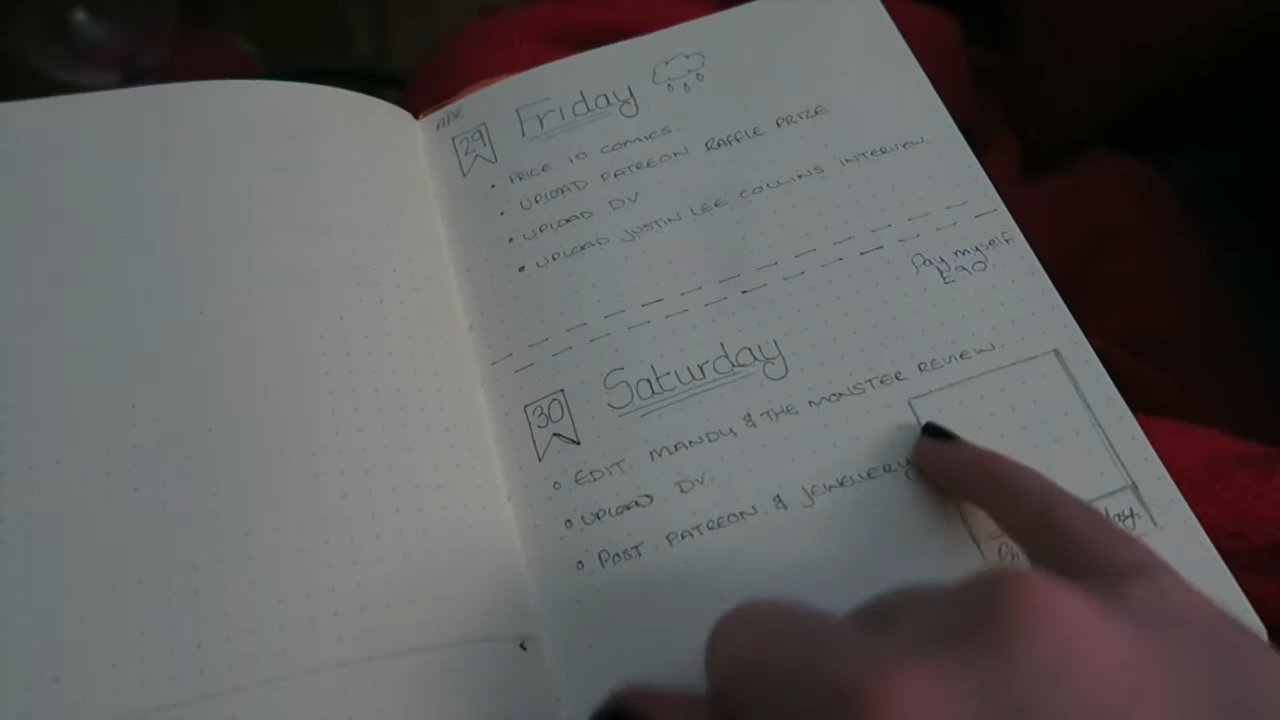 APR
29 Friday
• PRICE 10 COMICS.
• UPLOAD PATREON RAFFLE PRIZE
• UPLOAD DV
• UPLOAD JUSTIN LEE COLLINS INTERVIEW.
Pay myself
£90
30 Saturday
o EDIT MANDY & THE MONSTER REVIEW.
o UPLOAD DV.
o POST PATREON & JEWELLERY